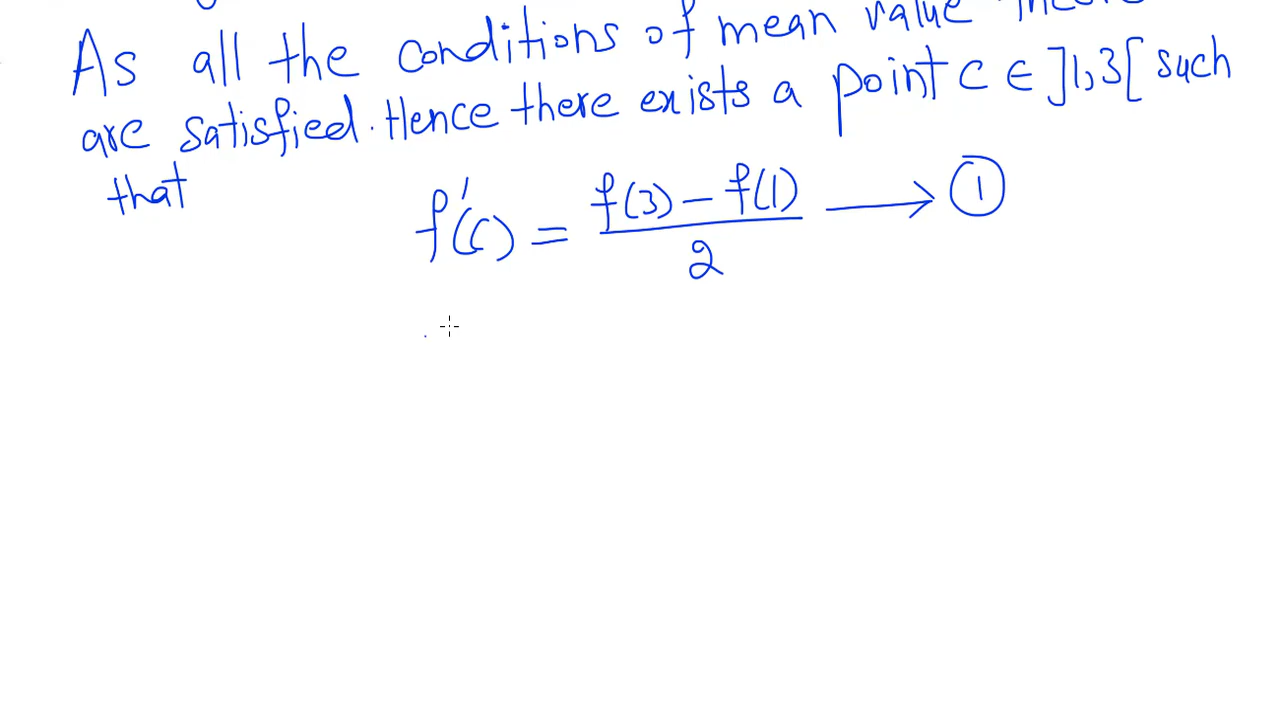 As all the conditions of mean value
are satisfied. Hence there exists a point C ∈ ]1,3[ such
that
f'(c) = f(3) - f(1) / 2 → ①